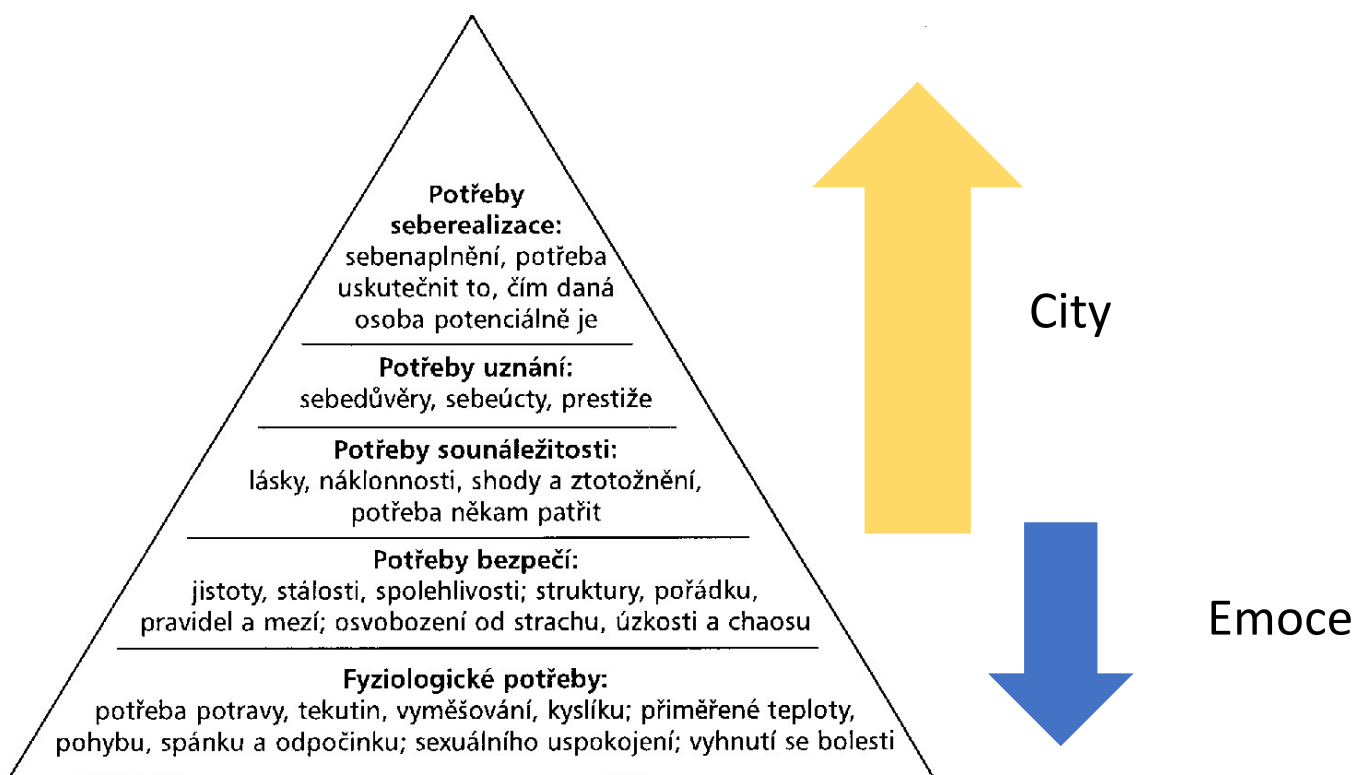 Potřeby
seberealizace:
sebenaplnění, potřeba
uskutečnit to, čím daná
osoba potenciálně je
Potřeby uznání:
sebedůvěry, sebeúcty, prestiže
Potřeby sounáležitosti:
lásky, náklonnosti, shody a ztotožnění,
potřeba někam patřit
Potřeby bezpečí:
jistoty, stálosti, spolehlivosti; struktury, pořádku,
pravidel a mezí; osvobození od strachu, úzkosti a chaosu
Fyziologické potřeby:
potřeba potravy, tekutin, vyměšování, kyslíku; přiměřené teploty,
pohybu, spánku a odpočinku; sexuálního uspokojení; vyhnutí se bolesti
City
Emoce